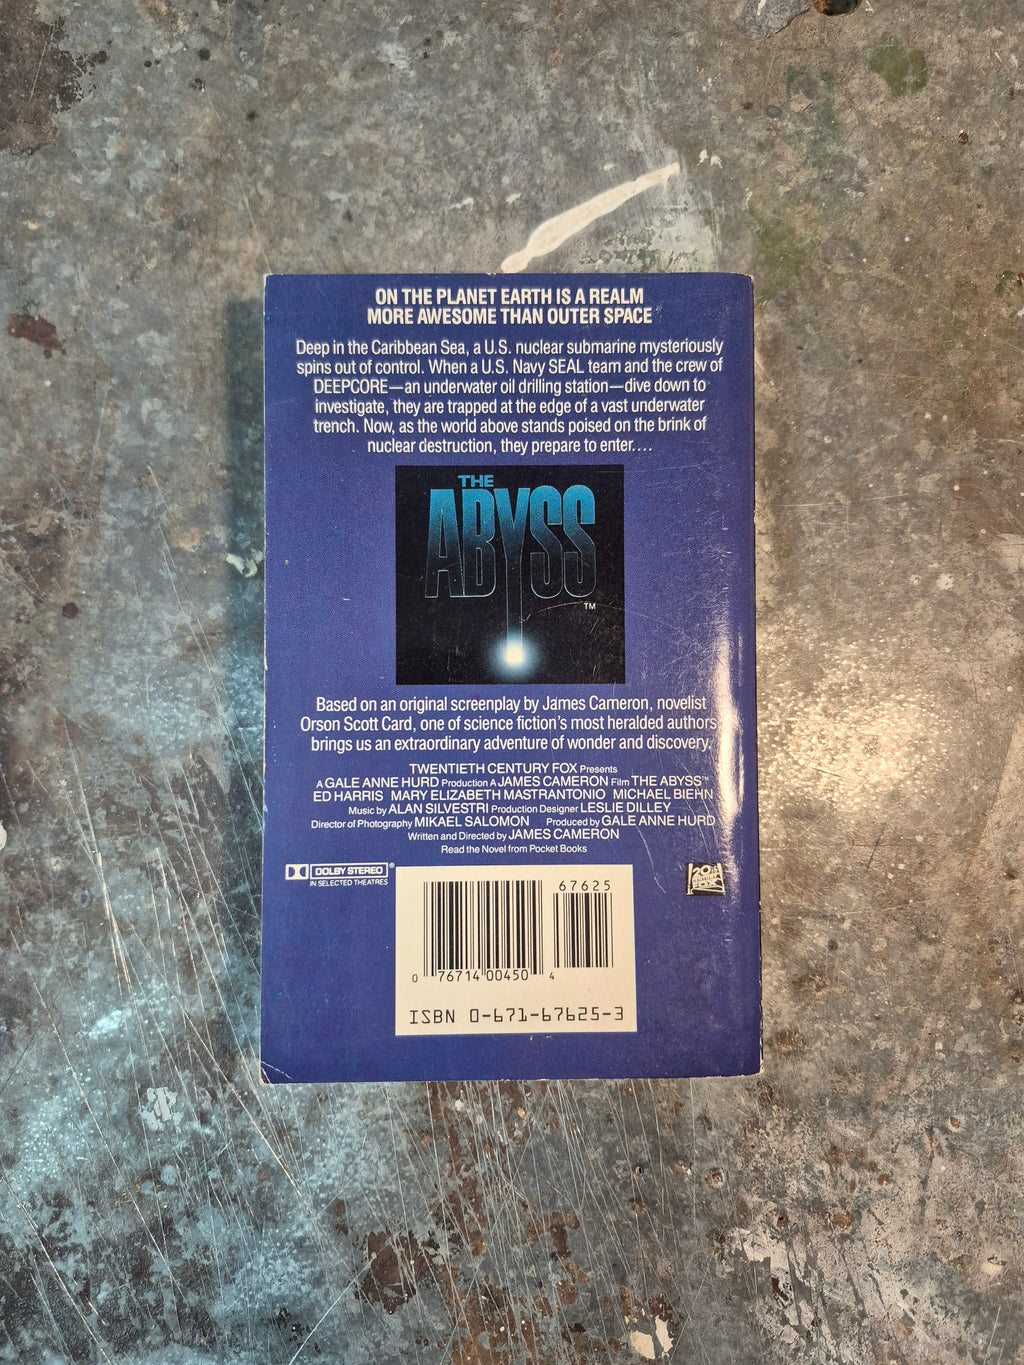 ON THE PLANET EARTH IS A REALM
MORE AWESOME THAN OUTER SPACE
Deep in the Caribbean Sea, a U.S. nuclear submarine mysteriously
spins out of control. When a U.S. Navy SEAL team and the crew of
DEEPCORE—an underwater oil drilling station—dive down to
investigate, they are trapped at the edge of a vast underwater
trench. Now, as the world above stands poised on the brink of
nuclear destruction, they prepare to enter....
THE
ABYSS
TM
Based on an original screenplay by James Cameron, novelist
Orson Scott Card, one of science fiction's most heralded authors
brings us an extraordinary adventure of wonder and discovery.
TWENTIETH CENTURY FOX Presents
A GALE ANNE HURD Production A JAMES CAMERON Film THE ABYSS™
ED HARRIS MARY ELIZABETH MASTRANTONIO MICHAEL BIEHN
Music by ALAN SILVESTRI Production Designer LESLIE DILLEY
Director of Photography MIKAEL SALOMON Produced by GALE ANNE HURD
Written and Directed by JAMES CAMERON
Read the Novel from Pocket Books
DOLBY STEREO®
IN SELECTED THEATRES
20TH
CENTURY
FOX
67625
0 76714 00450 4
ISBN 0-671-67625-3